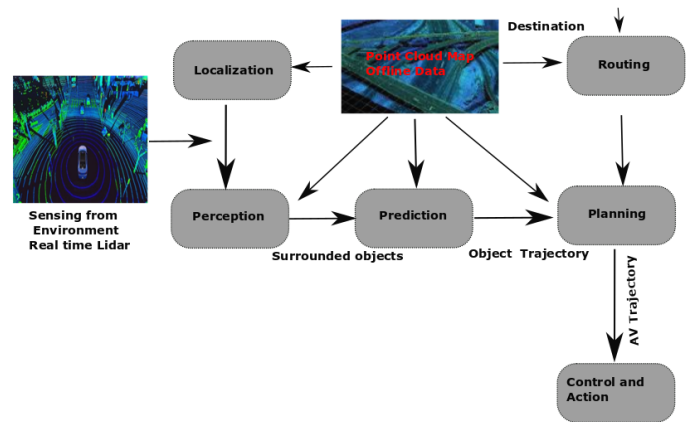 Destination
Point Cloud Map
Offline Data
Localization
Routing
Sensing from
Environment
Real time Lidar
Perception
Prediction
Planning
Surrounded objects
Object Trajectory
AV Trajectory
Control and
Action